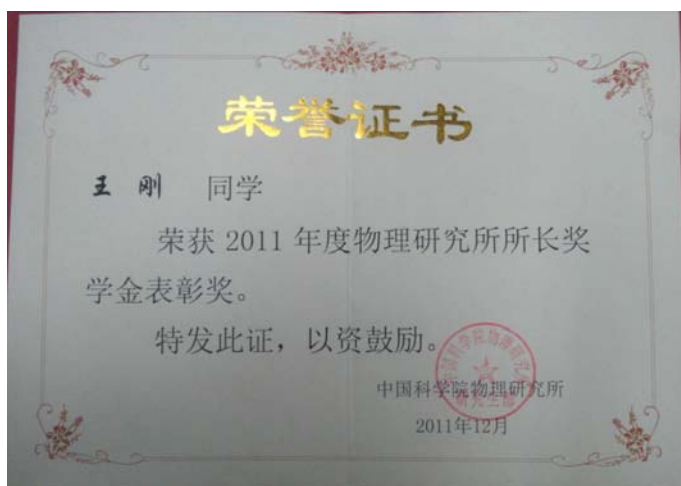 荣誉证书
王刚 同学
荣获 2011 年度物理研究所所长奖
学金表彰奖。
特发此证，以资鼓励。
中国科学院物理研究所
2011年12月